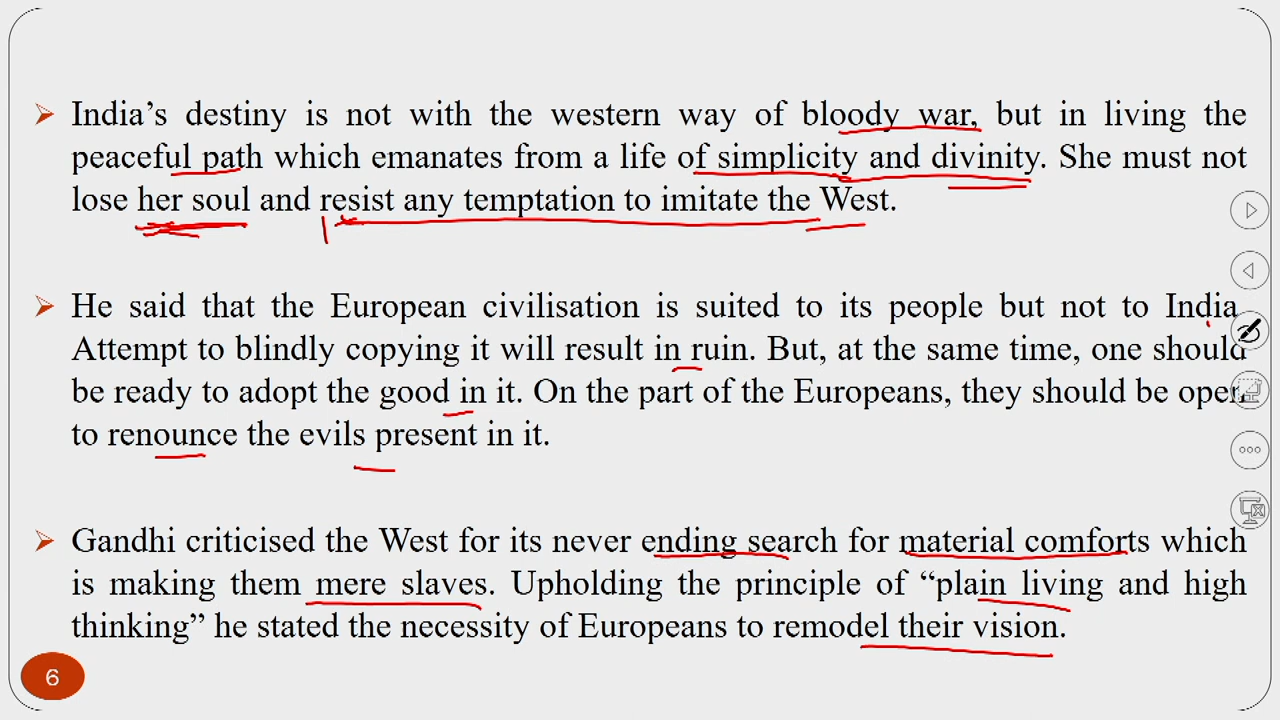 India’s destiny is not with the western way of bloody war, but in living the
peaceful path which emanates from a life of simplicity and divinity. She must not
lose her soul and resist any temptation to imitate the West.
He said that the European civilisation is suited to its people but not to India.
Attempt to blindly copying it will result in ruin. But, at the same time, one should
be ready to adopt the good in it. On the part of the Europeans, they should be open
to renounce the evils present in it.
Gandhi criticised the West for its never ending search for material comforts which
is making them mere slaves. Upholding the principle of “plain living and high
thinking” he stated the necessity of Europeans to remodel their vision.
6